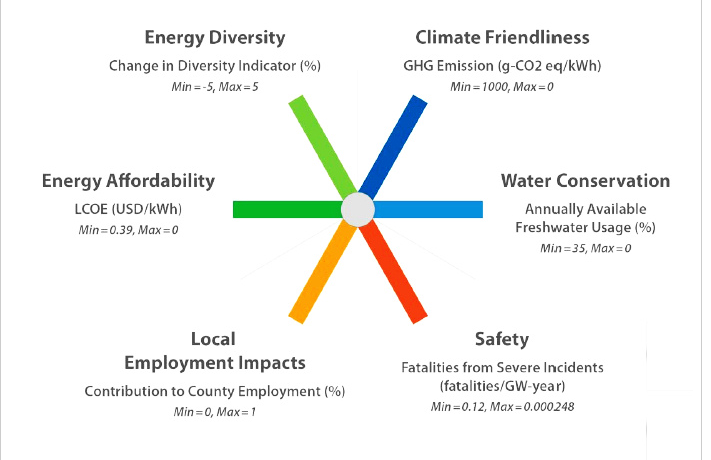 Energy Diversity
Change in Diversity Indicator (%)
Min = -5, Max = 5
Climate Friendliness
GHG Emission (g-CO2 eq/kWh)
Min = 1000, Max = 0
Energy Affordability
LCOE (USD/kWh)
Min = 0.39, Max = 0
Water Conservation
Annually Available
Freshwater Usage (%)
Min = 35, Max = 0
Local
Employment Impacts
Contribution to County Employment (%)
Min = 0, Max = 1
Safety
Fatalities from Severe Incidents
(fatalities/GW-year)
Min = 0.12, Max = 0.000248